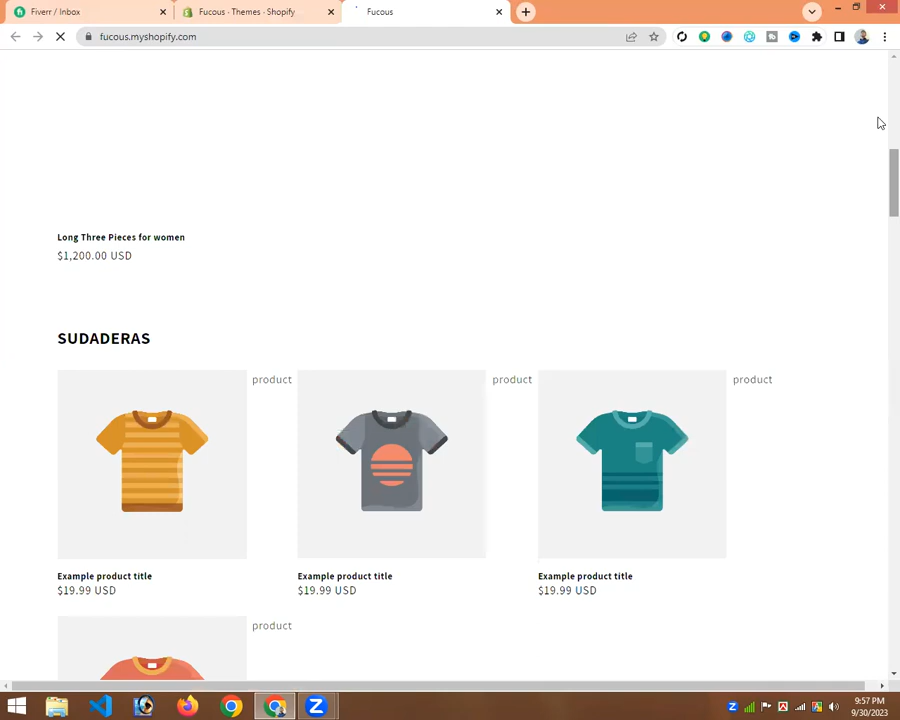 Fiverr / Inbox
Fucous · Themes · Shopify
Fucous
fucous.myshopify.com
Long Three Pieces for women
$1,200.00 USD
SUDADERAS
product
product
product
Example product title
$19.99 USD
Example product title
$19.99 USD
Example product title
$19.99 USD
product
9:57 PM
9/30/2023